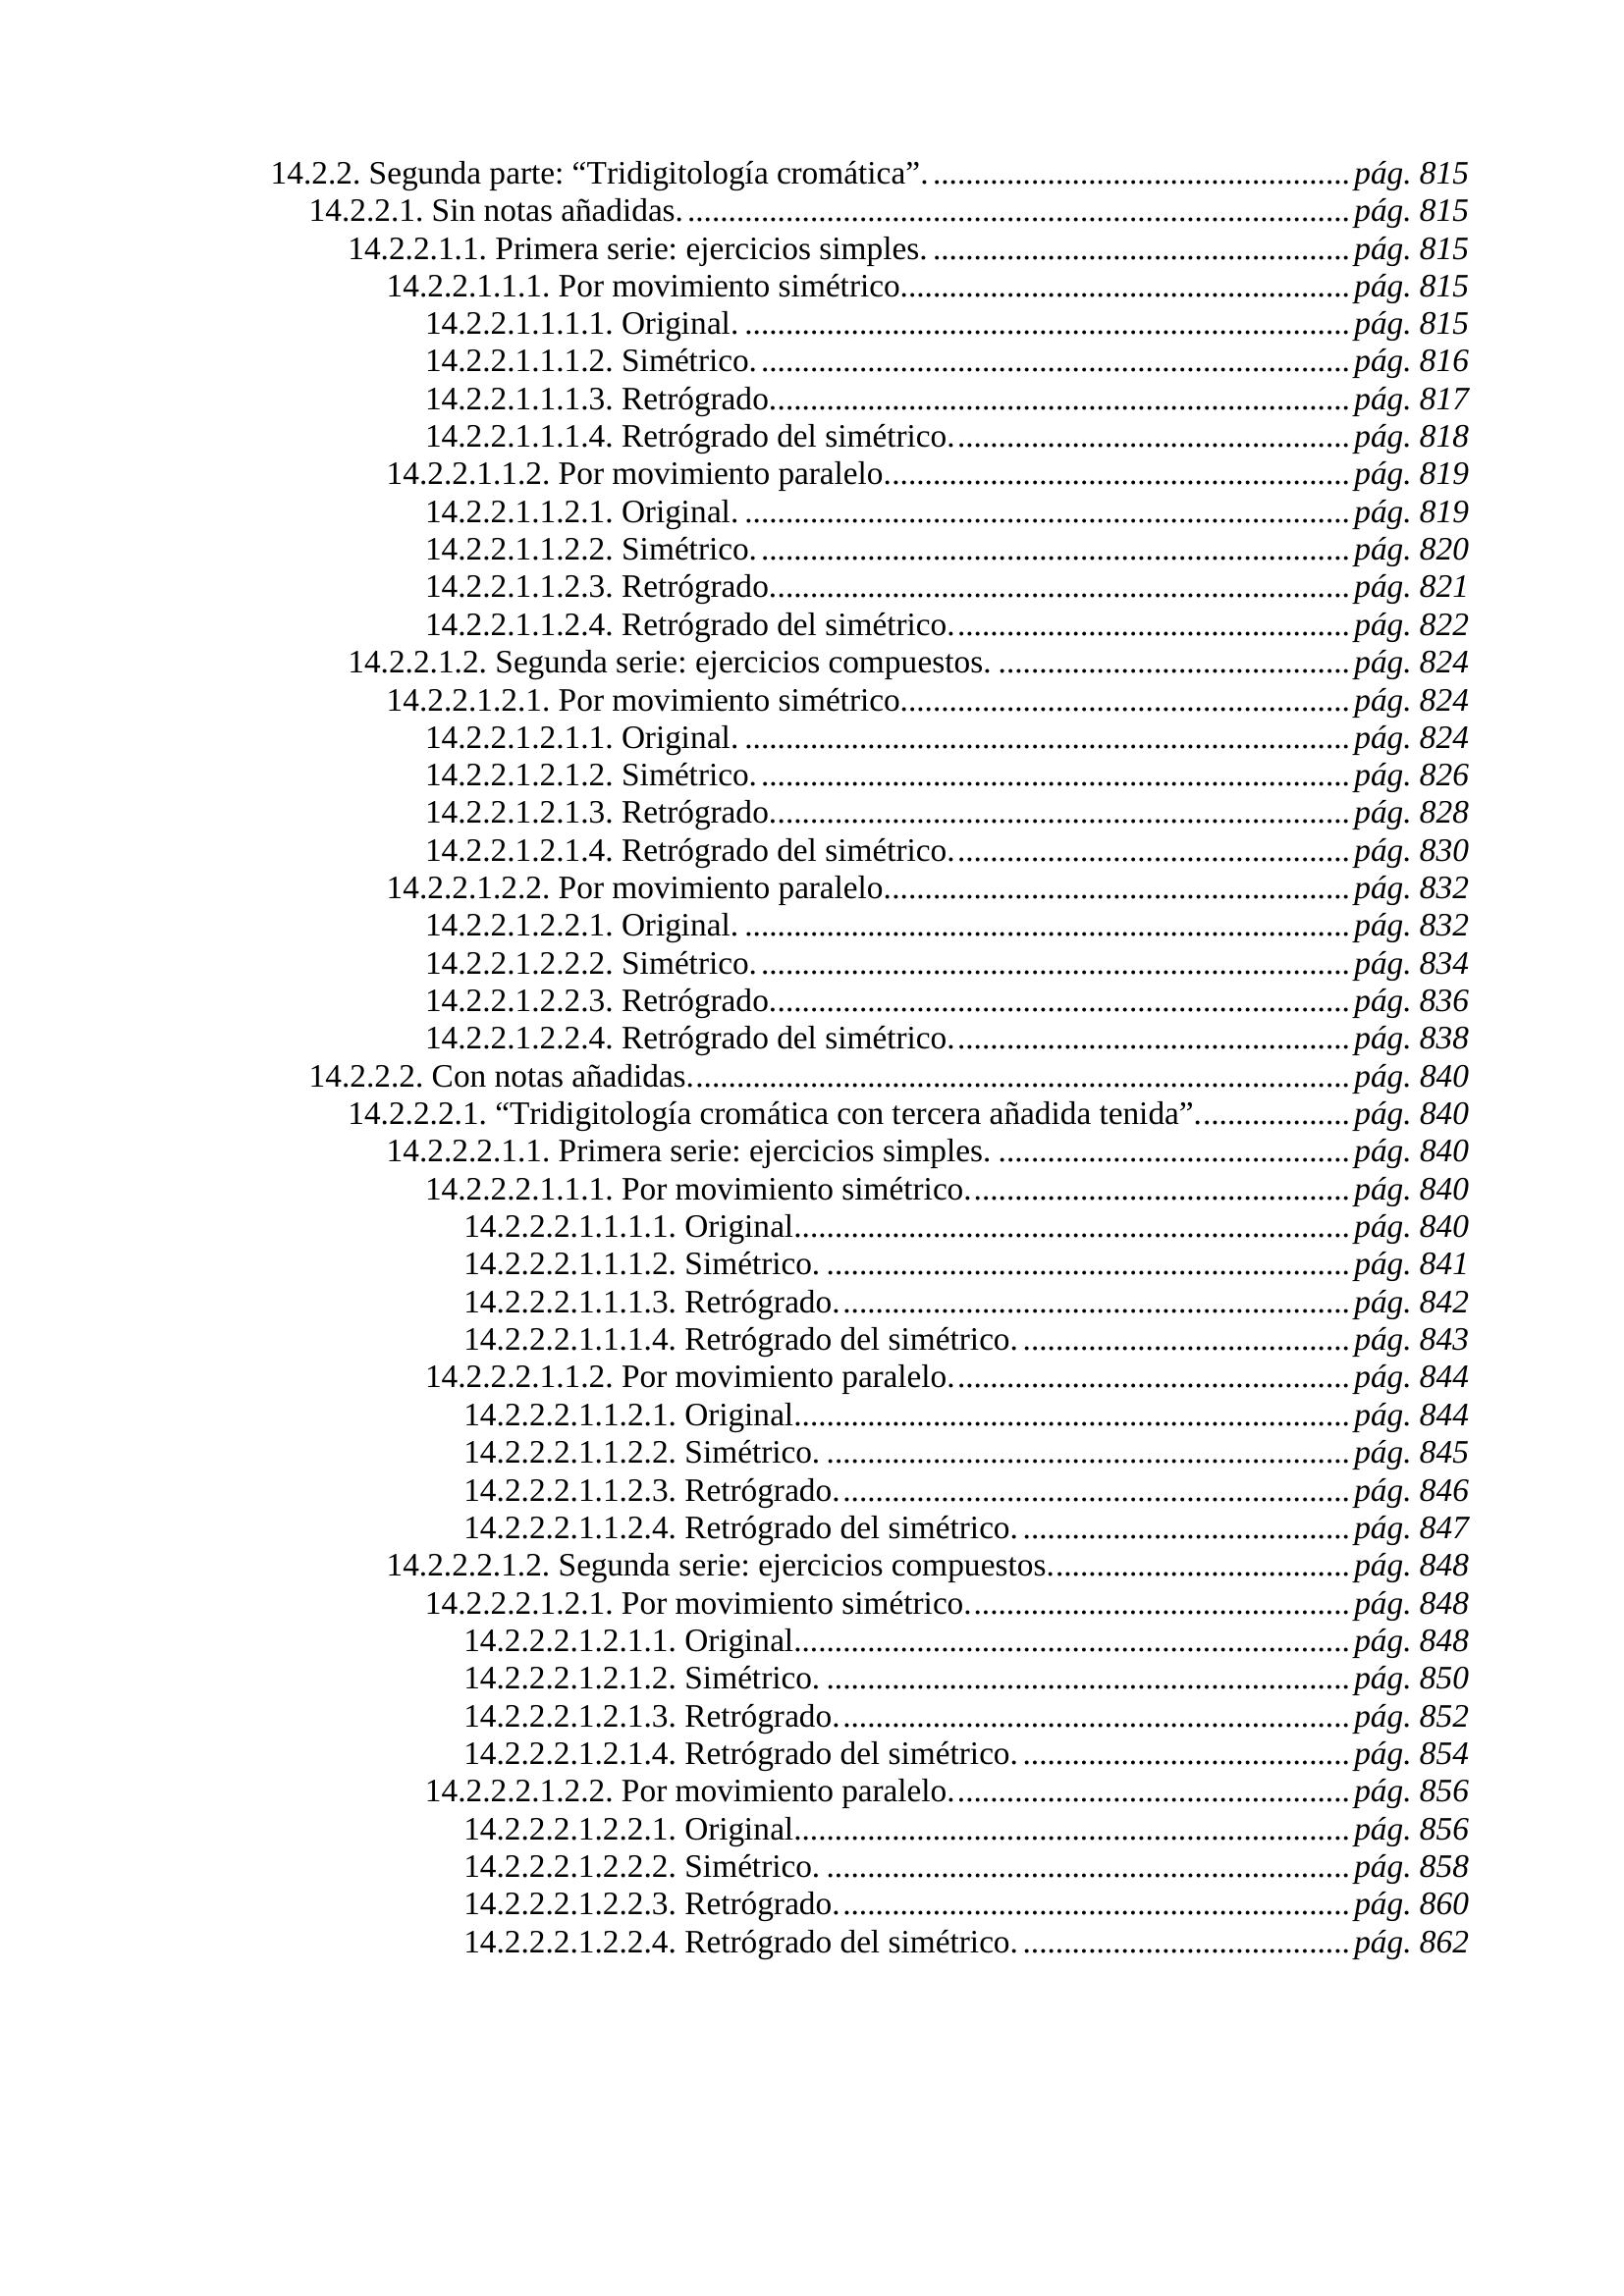 14.2.2. Segunda parte: “Tridigitología cromática”. .................................................. pág. 815
14.2.2.1. Sin notas añadidas. ................................................................................ pág. 815
14.2.2.1.1. Primera serie: ejercicios simples. .................................................. pág. 815
14.2.2.1.1.1. Por movimiento simétrico...................................................... pág. 815
14.2.2.1.1.1.1. Original. ......................................................................... pág. 815
14.2.2.1.1.1.2. Simétrico. ....................................................................... pág. 816
14.2.2.1.1.1.3. Retrógrado...................................................................... pág. 817
14.2.2.1.1.1.4. Retrógrado del simétrico................................................ pág. 818
14.2.2.1.1.2. Por movimiento paralelo........................................................ pág. 819
14.2.2.1.1.2.1. Original. ......................................................................... pág. 819
14.2.2.1.1.2.2. Simétrico. ....................................................................... pág. 820
14.2.2.1.1.2.3. Retrógrado...................................................................... pág. 821
14.2.2.1.1.2.4. Retrógrado del simétrico................................................ pág. 822
14.2.2.1.2. Segunda serie: ejercicios compuestos. .......................................... pág. 824
14.2.2.1.2.1. Por movimiento simétrico...................................................... pág. 824
14.2.2.1.2.1.1. Original. ......................................................................... pág. 824
14.2.2.1.2.1.2. Simétrico. ....................................................................... pág. 826
14.2.2.1.2.1.3. Retrógrado...................................................................... pág. 828
14.2.2.1.2.1.4. Retrógrado del simétrico................................................ pág. 830
14.2.2.1.2.2. Por movimiento paralelo........................................................ pág. 832
14.2.2.1.2.2.1. Original. ......................................................................... pág. 832
14.2.2.1.2.2.2. Simétrico. ....................................................................... pág. 834
14.2.2.1.2.2.3. Retrógrado...................................................................... pág. 836
14.2.2.1.2.2.4. Retrógrado del simétrico................................................ pág. 838
14.2.2.2. Con notas añadidas................................................................................ pág. 840
14.2.2.2.1. “Tridigitología cromática con tercera añadida tenida”................... pág. 840
14.2.2.2.1.1. Primera serie: ejercicios simples. .......................................... pág. 840
14.2.2.2.1.1.1. Por movimiento simétrico.............................................. pág. 840
14.2.2.2.1.1.1.1. Original.................................................................... pág. 840
14.2.2.2.1.1.1.2. Simétrico. ............................................................... pág. 841
14.2.2.2.1.1.1.3. Retrógrado.............................................................. pág. 842
14.2.2.2.1.1.1.4. Retrógrado del simétrico. ........................................ pág. 843
14.2.2.2.1.1.2. Por movimiento paralelo................................................ pág. 844
14.2.2.2.1.1.2.1. Original.................................................................... pág. 844
14.2.2.2.1.1.2.2. Simétrico. ............................................................... pág. 845
14.2.2.2.1.1.2.3. Retrógrado.............................................................. pág. 846
14.2.2.2.1.1.2.4. Retrógrado del simétrico. ........................................ pág. 847
14.2.2.2.1.2. Segunda serie: ejercicios compuestos.................................... pág. 848
14.2.2.2.1.2.1. Por movimiento simétrico.............................................. pág. 848
14.2.2.2.1.2.1.1. Original.................................................................... pág. 848
14.2.2.2.1.2.1.2. Simétrico. ............................................................... pág. 850
14.2.2.2.1.2.1.3. Retrógrado.............................................................. pág. 852
14.2.2.2.1.2.1.4. Retrógrado del simétrico. ........................................ pág. 854
14.2.2.2.1.2.2. Por movimiento paralelo................................................ pág. 856
14.2.2.2.1.2.2.1. Original.................................................................... pág. 856
14.2.2.2.1.2.2.2. Simétrico. ............................................................... pág. 858
14.2.2.2.1.2.2.3. Retrógrado.............................................................. pág. 860
14.2.2.2.1.2.2.4. Retrógrado del simétrico. ........................................ pág. 862